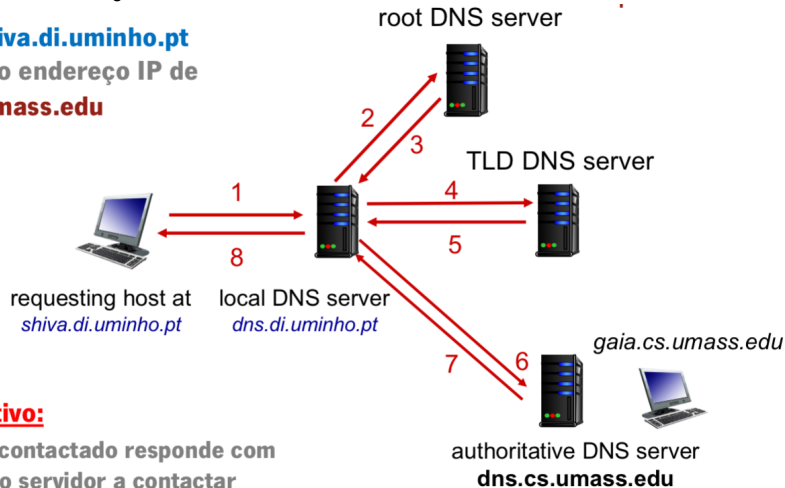 root DNS server
iva.di.uminho.pt
o endereço IP de
mass.edu
2
3
TLD DNS server
1
4
5
8
requesting host at
shiva.di.uminho.pt
local DNS server
dns.di.uminho.pt
7
6
gaia.cs.umass.edu
tivo:
contactado responde com
o servidor a contactar
authoritative DNS server
dns.cs.umass.edu